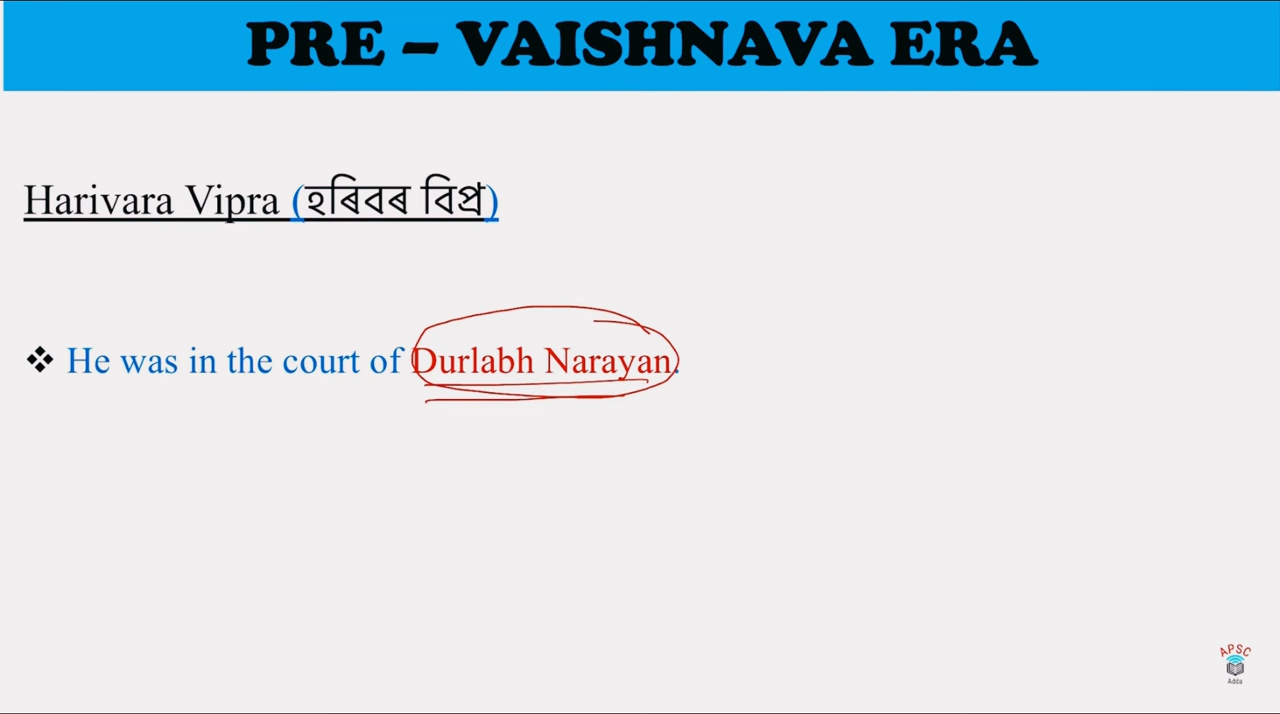 PRE – VAISHNAVA ERA
Harivara Vipra (হৰিবৰ বিপ্ৰ)
❖ He was in the court of Durlabh Narayan.
APSC
Adda